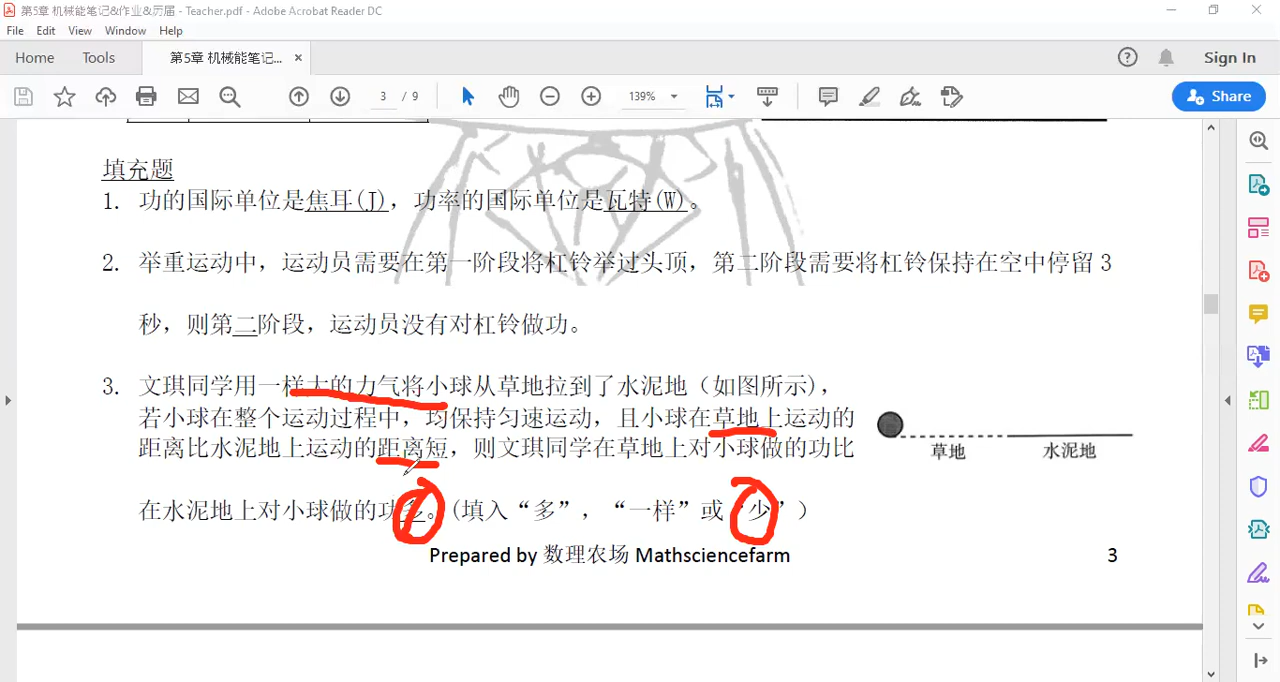 第5章 机械能笔记&作业&历届 - Teacher.pdf - Adobe Acrobat Reader DC
File Edit View Window Help
Home Tools 第5章 机械能笔记... × Sign In
3 / 9 139% Share
填充题
1. 功的国际单位是焦耳(J)，功率的国际单位是瓦特(W)。
2. 举重运动中，运动员需要在第一阶段将杠铃举过头顶，第二阶段需要将杠铃保持在空中停留3
秒，则第二阶段，运动员没有对杠铃做功。
3. 文琪同学用一样大的力气将小球从草地拉到了水泥地（如图所示），
若小球在整个运动过程中，均保持匀速运动，且小球在草地上运动的
距离比水泥地上运动的距离短，则文琪同学在草地上对小球做的功比
在水泥地上对小球做的功多。(填入“多”，“一样”或“少”）
草地 水泥地
Prepared by 数理农场 Mathsciencefarm 3